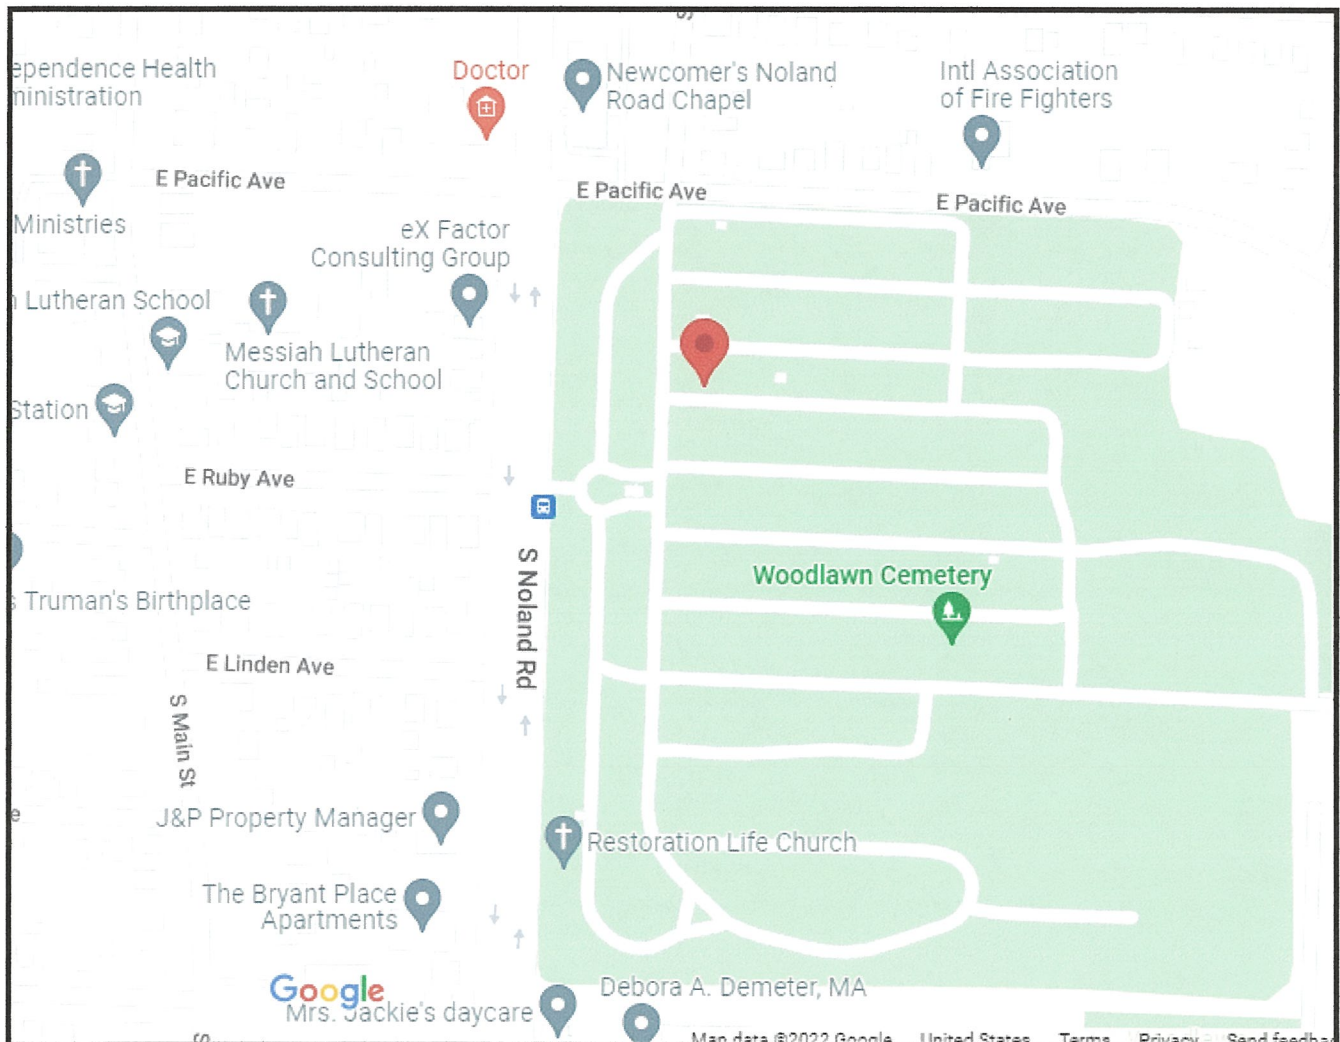 ependence Health
ministration
Doctor
Newcomer's Noland
Road Chapel
Intl Association
of Fire Fighters
E Pacific Ave
E Pacific Ave
E Pacific Ave
Ministries
eX Factor
Consulting Group
Lutheran School
Messiah Lutheran
Church and School
Station
E Ruby Ave
S Noland Rd
Woodlawn Cemetery
s Truman's Birthplace
E Linden Ave
S Main St
e
J&P Property Manager
Restoration Life Church
The Bryant Place
Apartments
Google
Debora A. Demeter, MA
Mrs. Jackie's daycare
Map data ©2022 Google United States Terms Privacy Send feedba